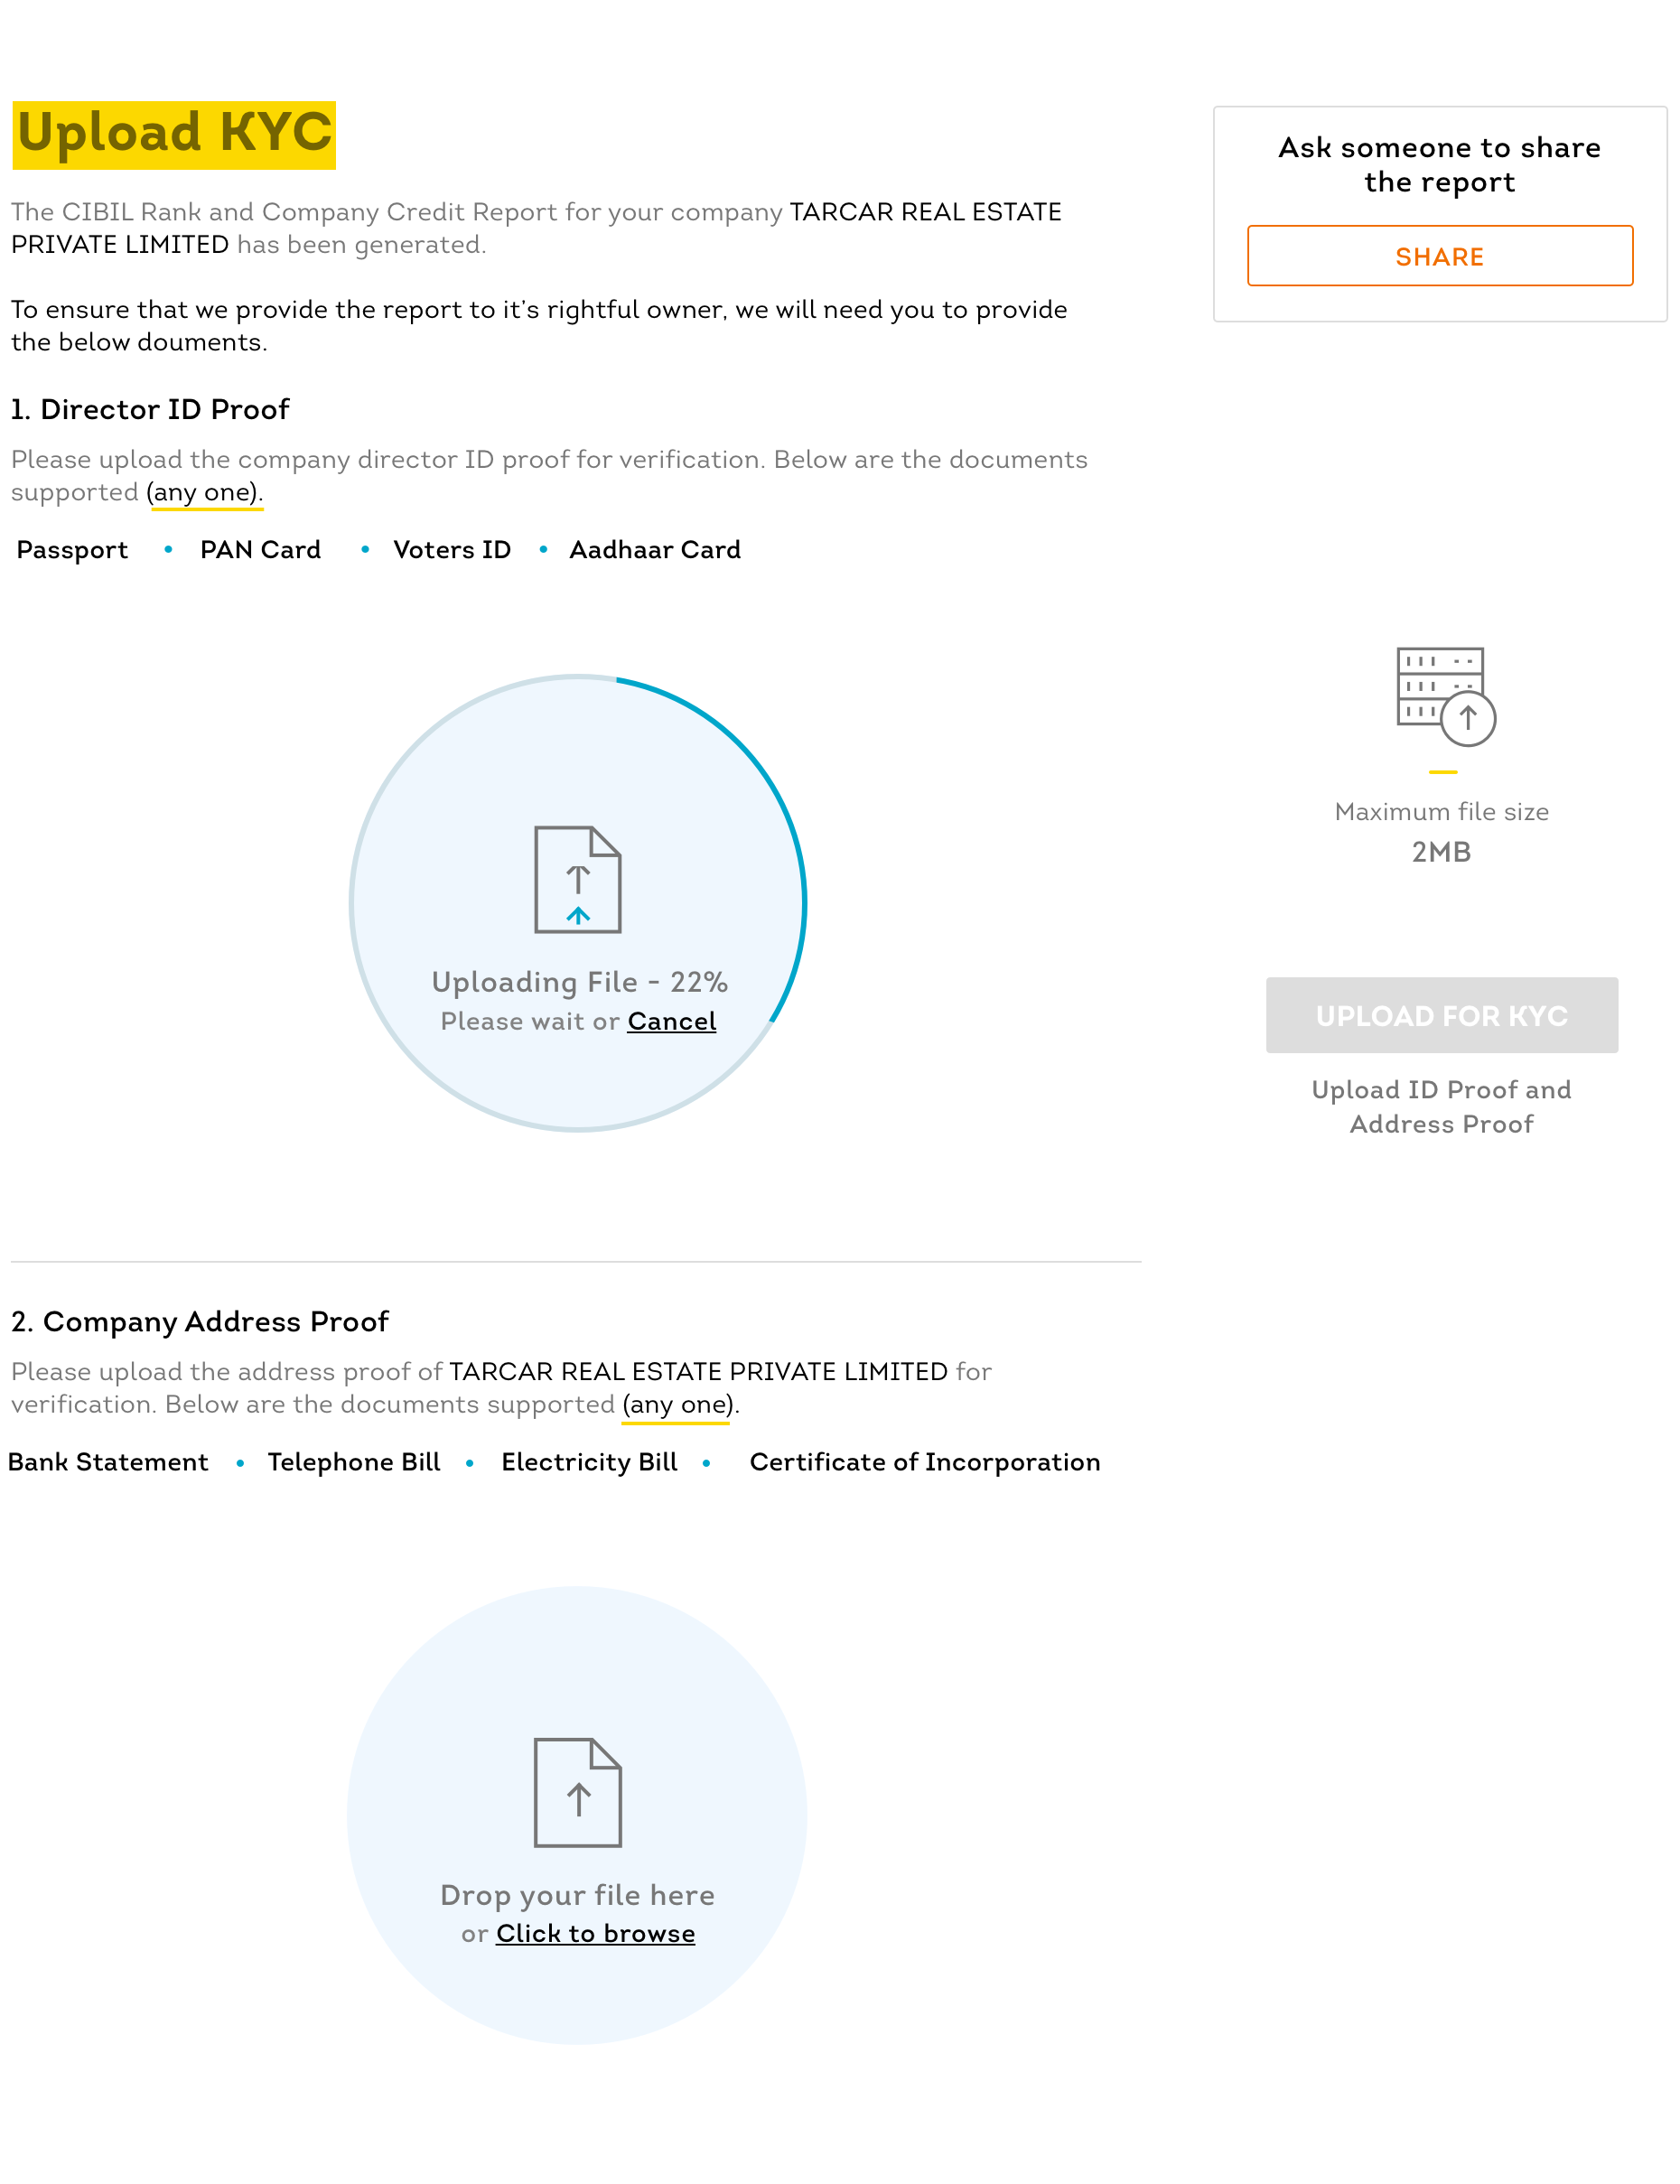 Upload KYC
The CIBIL Rank and Company Credit Report for your company TARCAR REAL ESTATE
PRIVATE LIMITED has been generated.
To ensure that we provide the report to it’s rightful owner, we will need you to provide
the below douments.
1. Director ID Proof
Please upload the company director ID proof for verification. Below are the documents
supported (any one).
Passport • PAN Card • Voters ID • Aadhaar Card
Uploading File - 22%
Please wait or Cancel
2. Company Address Proof
Please upload the address proof of TARCAR REAL ESTATE PRIVATE LIMITED for
verification. Below are the documents supported (any one).
Bank Statement • Telephone Bill • Electricity Bill • Certificate of Incorporation
Drop your file here
or Click to browse
Ask someone to share
the report
SHARE
Maximum file size
2MB
UPLOAD FOR KYC
Upload ID Proof and
Address Proof